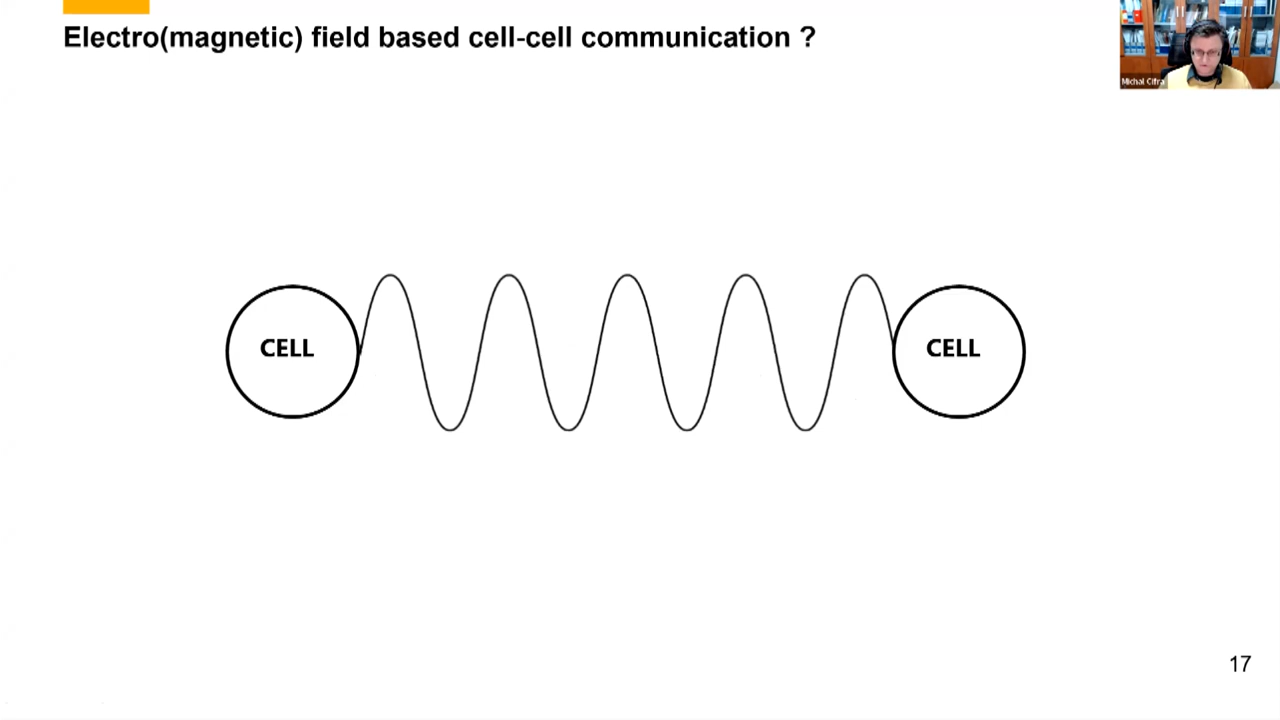 Electro(magnetic) field based cell-cell communication ?
Michal Cifra
CELL
CELL
17